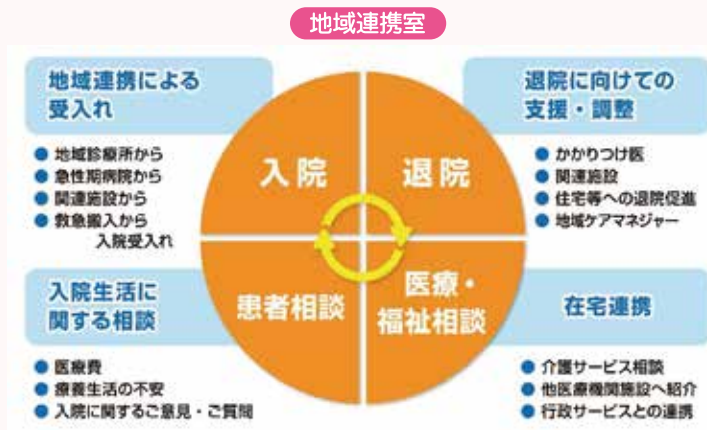 地域連携室
地域連携による
受入れ
● 地域診療所から
● 急性期病院から
● 関連施設から
● 救急搬入から
入院受入れ
退院に向けての
支援・調整
● かかりつけ医
● 関連施設
● 住宅等への退院促進
● 地域ケアマネジャー
入院
退院
患者相談
医療・
福祉相談
入院生活に
関する相談
● 医療費
● 療養生活の不安
● 入院に関するご意見・ご質問
在宅連携
● 介護サービス相談
● 他医療機関施設へ紹介
● 行政サービスとの連携